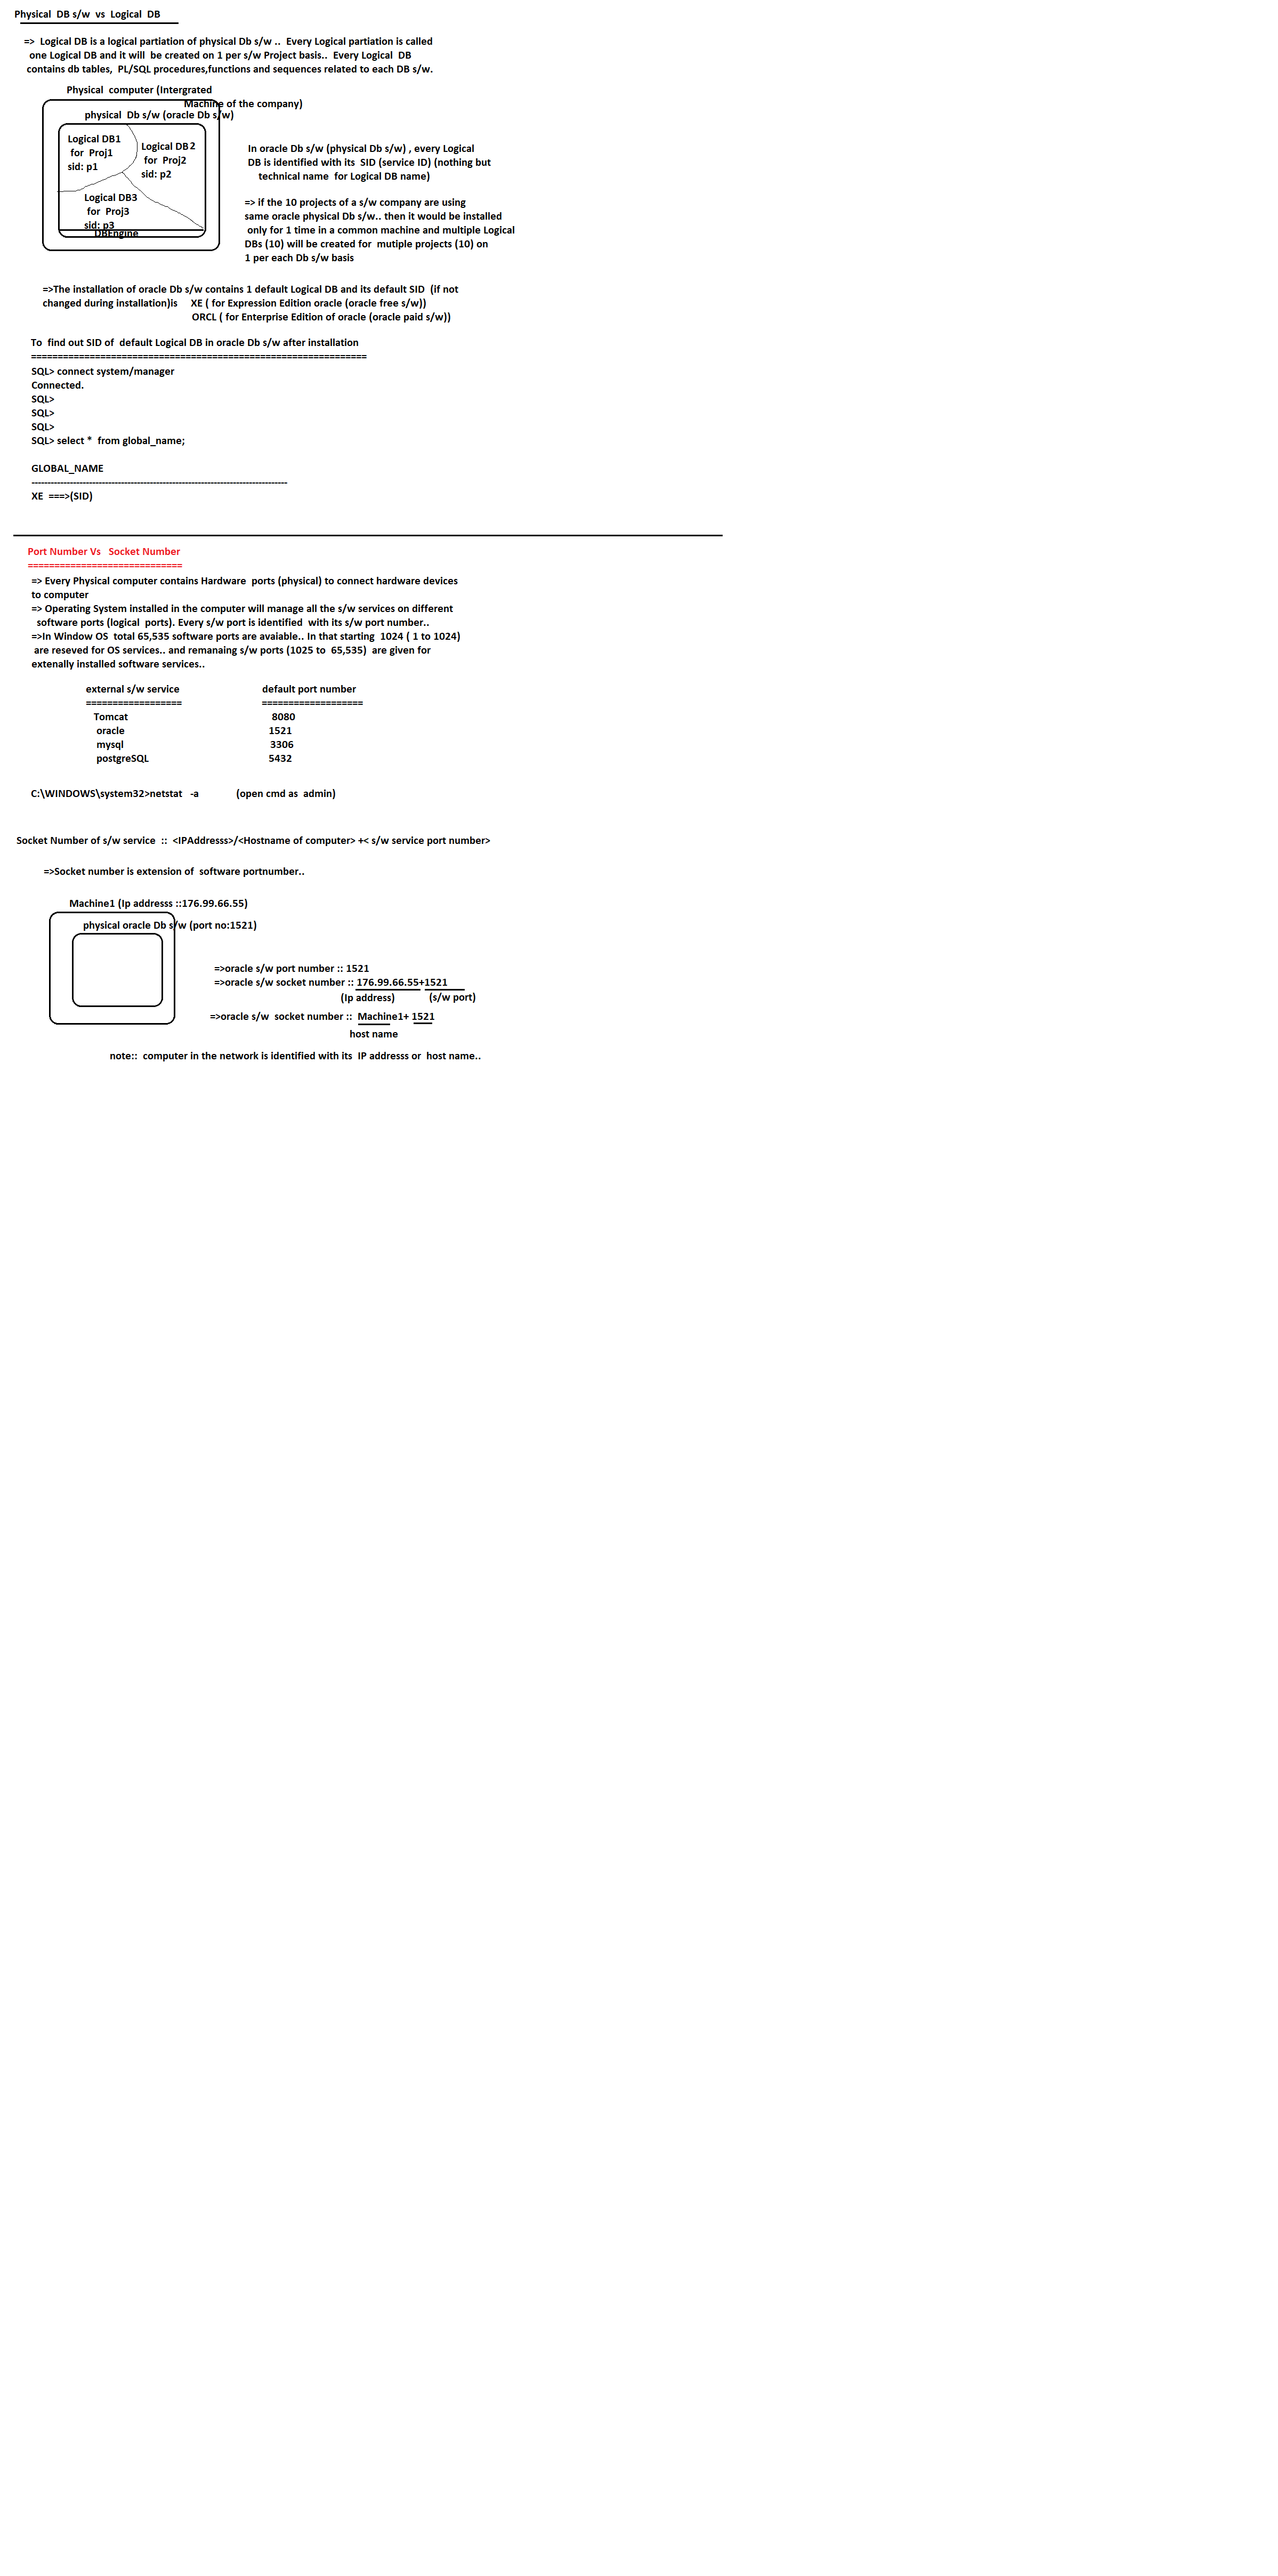 Physical DB s/w vs Logical DB
=> Logical DB is a logical partiation of physical Db s/w .. Every Logical partiation is called
one Logical DB and it will be created on 1 per s/w Project basis.. Every Logical DB
contains db tables, PL/SQL procedures,functions and sequences related to each DB s/w.
Physical computer (Intergrated
Machine of the company)
physical Db s/w (oracle Db s/w)
Logical DB1
for Proj1
sid: p1
Logical DB2
for Proj2
sid: p2
Logical DB3
for Proj3
sid: p3
DBEngine
In oracle Db s/w (physical Db s/w) , every Logical
DB is identified with its SID (service ID) (nothing but
technical name for Logical DB name)
=> if the 10 projects of a s/w company are using
same oracle physical Db s/w.. then it would be installed
only for 1 time in a common machine and multiple Logical
DBs (10) will be created for mutiple projects (10) on
1 per each Db s/w basis
=>The installation of oracle Db s/w contains 1 default Logical DB and its default SID (if not
changed during installation)is XE ( for Expression Edition oracle (oracle free s/w))
ORCL ( for Enterprise Edition of oracle (oracle paid s/w))
To find out SID of default Logical DB in oracle Db s/w after installation
===============================================================
SQL> connect system/manager
Connected.
SQL>
SQL>
SQL>
SQL> select * from global_name;
GLOBAL_NAME
--------------------------------------------------------------------------------
XE ===>(SID)
Port Number Vs Socket Number
=============================
=> Every Physical computer contains Hardware ports (physical) to connect hardware devices
to computer
=> Operating System installed in the computer will manage all the s/w services on different
software ports (logical ports). Every s/w port is identified with its s/w port number..
=>In Window OS total 65,535 software ports are avaiable.. In that starting 1024 ( 1 to 1024)
are reseved for OS services.. and remanaing s/w ports (1025 to 65,535) are given for
extenally installed software services..
external s/w service default port number
================== ===================
Tomcat 8080
oracle 1521
mysql 3306
postgreSQL 5432
C:\WINDOWS\system32>netstat -a (open cmd as admin)
Socket Number of s/w service :: <IPAddresss>/<Hostname of computer> +< s/w service port number>
=>Socket number is extension of software portnumber..
Machine1 (Ip addresss ::176.99.66.55)
physical oracle Db s/w (port no:1521)
=>oracle s/w port number :: 1521
=>oracle s/w socket number :: 176.99.66.55+1521
(Ip address) (s/w port)
=>oracle s/w socket number :: Machine1+ 1521
host name
note:: computer in the network is identified with its IP addresss or host name..